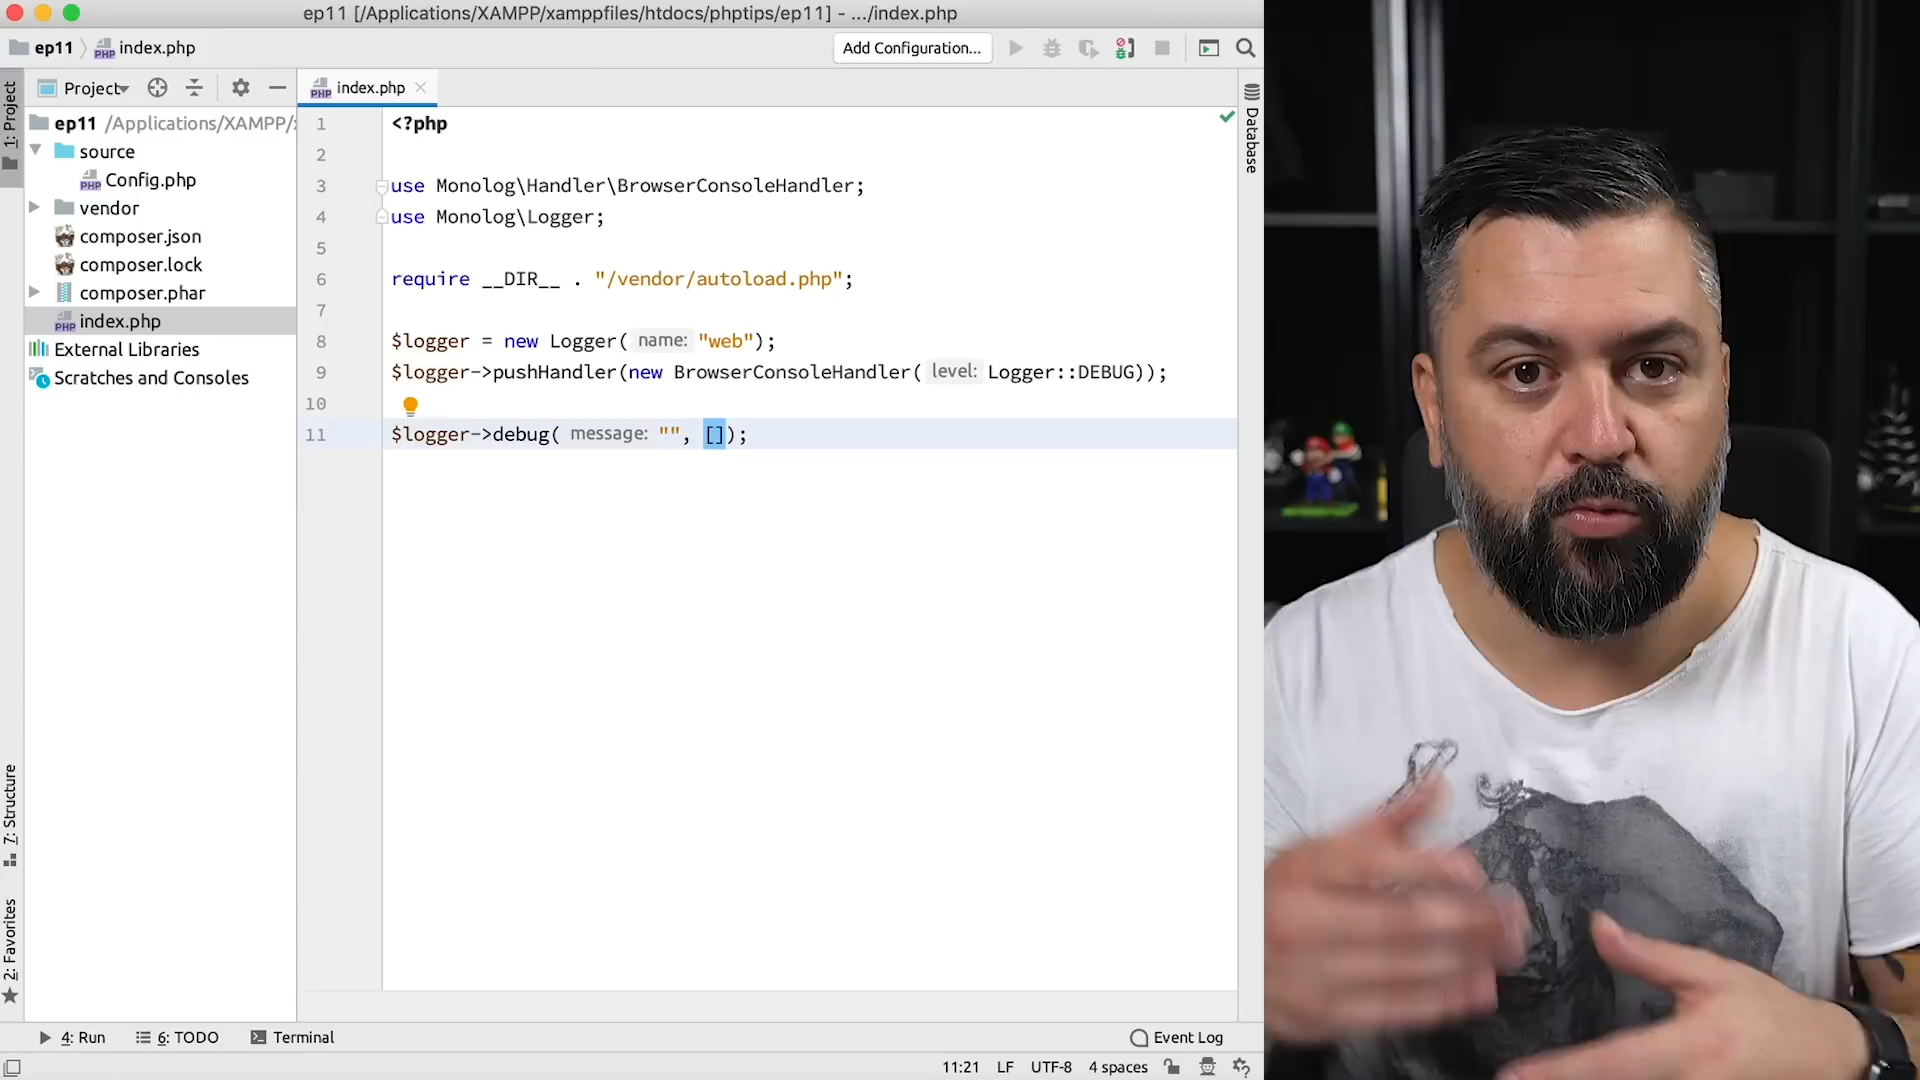 ep11 [/Applications/XAMPP/xamppfiles/htdocs/phptips/ep11] - .../index.php
ep11
index.php
Add Configuration...
1: Project
Project
index.php
ep11 /Applications/XAMPP/
source
Config.php
vendor
composer.json
composer.lock
composer.phar
index.php
External Libraries
Scratches and Consoles
1 <?php
2
3 use Monolog\Handler\BrowserConsoleHandler;
4 use Monolog\Logger;
5
6 require __DIR__ . "/vendor/autoload.php";
7
8 $logger = new Logger( name: "web");
9 $logger->pushHandler(new BrowserConsoleHandler( level: Logger::DEBUG));
10
11 $logger->debug( message: "", []);
Database
7: Structure
2: Favorites
4: Run
6: TODO
Terminal
Event Log
11:21 LF UTF-8 4 spaces